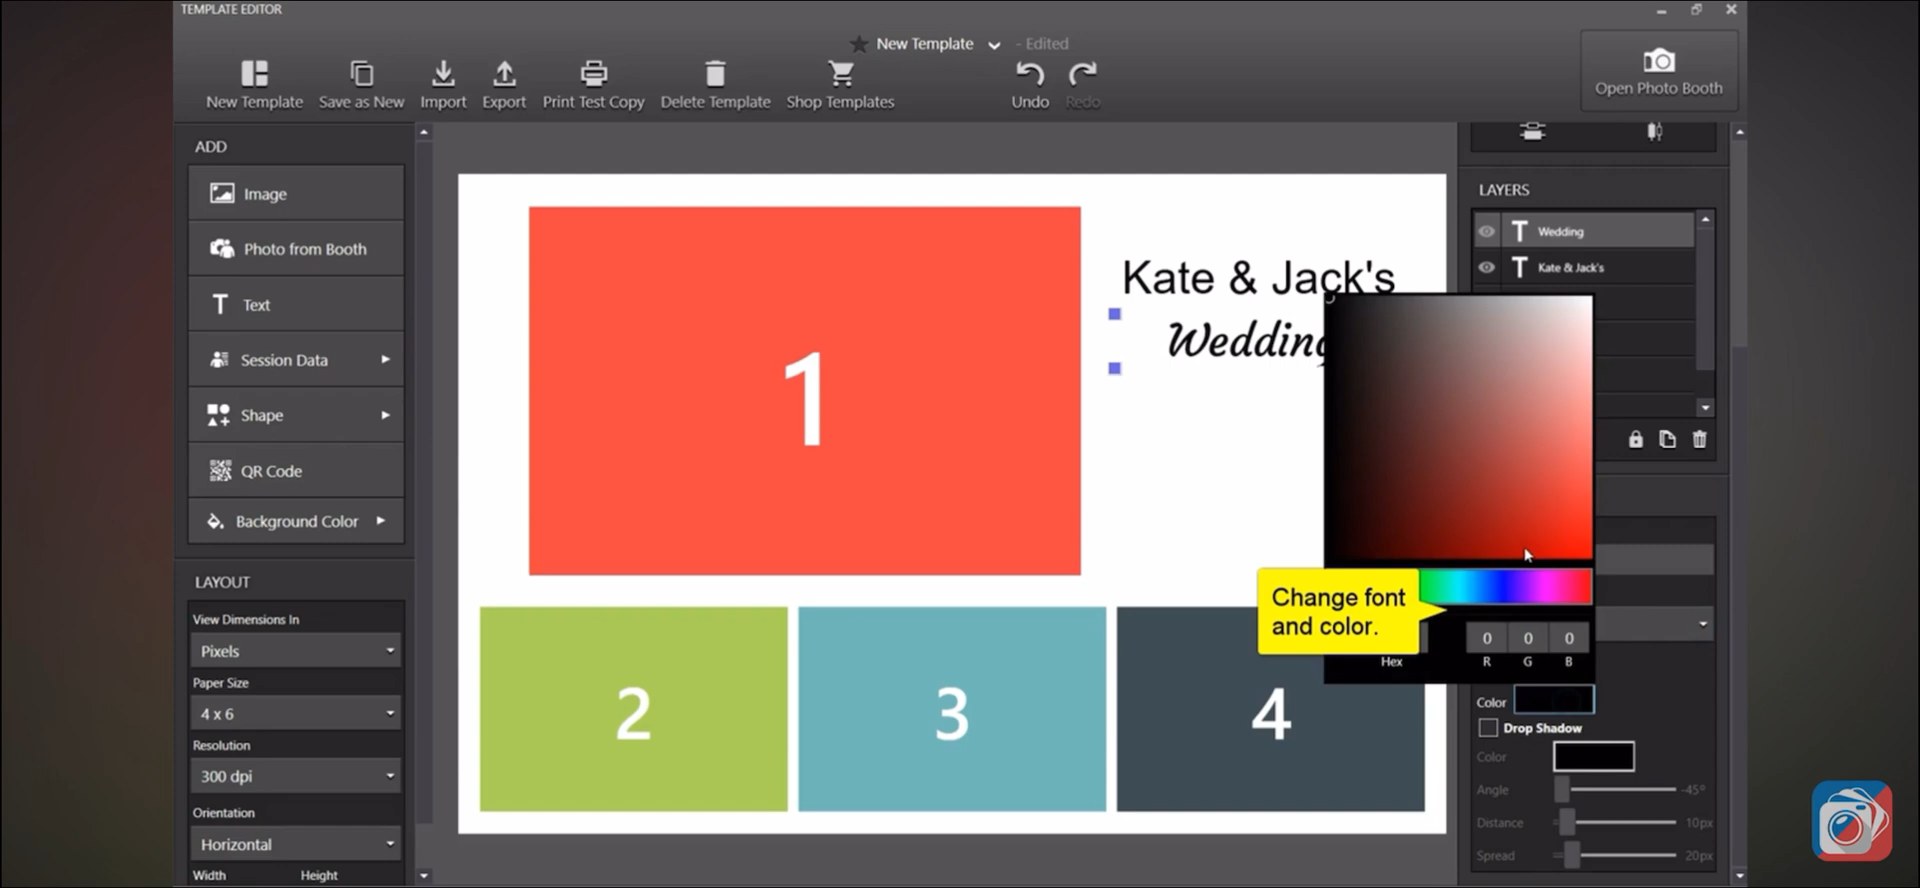 TEMPLATE EDITOR
New Template - Edited
New Template
Save as New
Import
Export
Print Test Copy
Delete Template
Shop Templates
Undo
Redo
Open Photo Booth
ADD
Image
Photo from Booth
Text
Session Data
Shape
QR Code
Background Color
LAYOUT
View Dimensions In
Pixels
Paper Size
4 x 6
Resolution
300 dpi
Orientation
Horizontal
Width Height
1
Kate & Jack's
Wedding
2
3
4
LAYERS
T Wedding
T Kate & Jack's
Change font
and color.
0 0 0
Hex R G B
Color
Drop Shadow
Color
Angle -45°
Distance 10px
Spread 20px